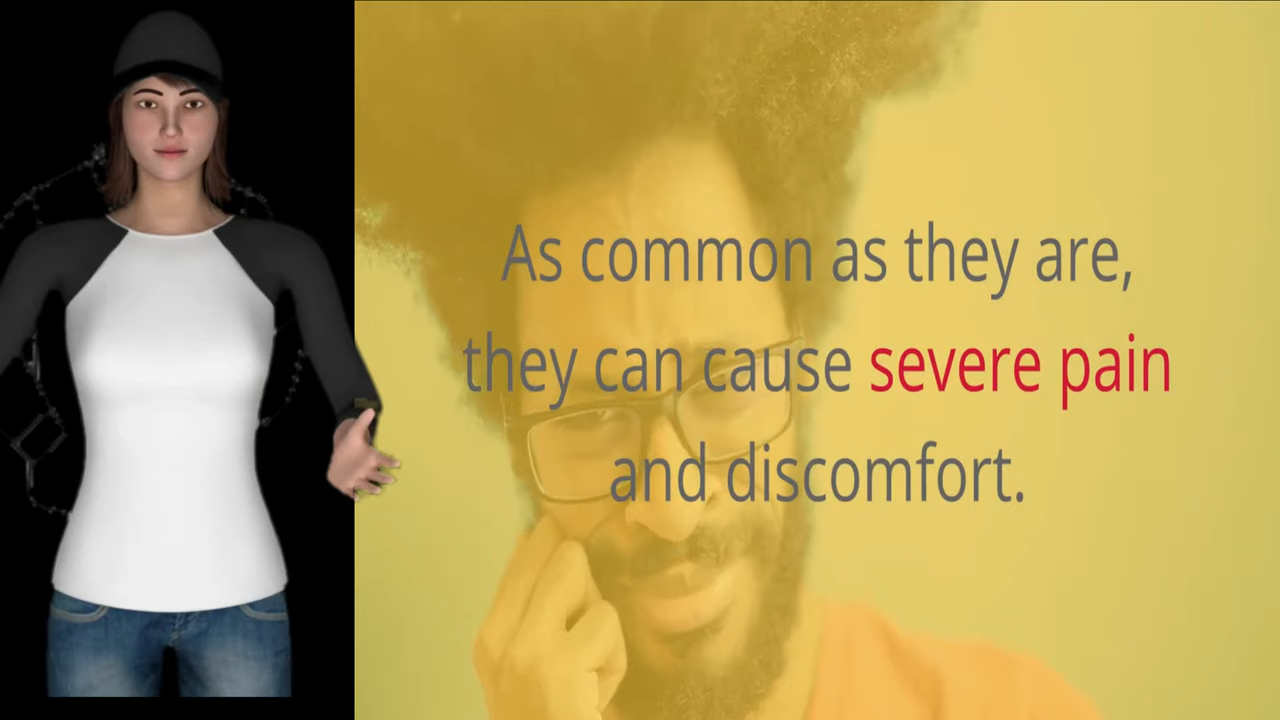 As common as they are,
they can cause severe pain
and discomfort.